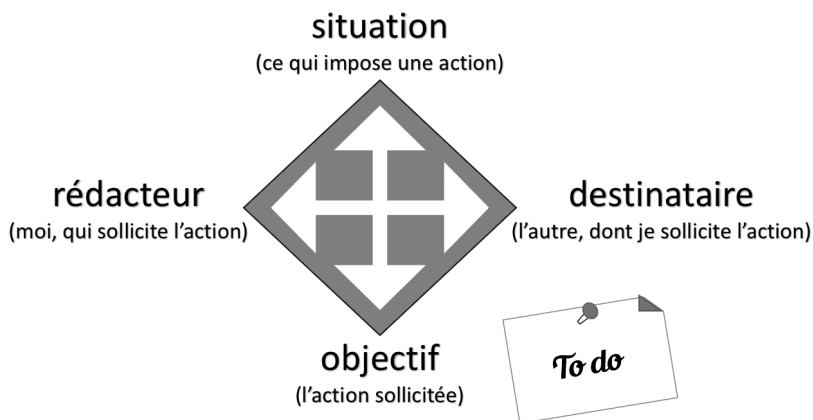 situation
(ce qui impose une action)
rédacteur
(moi, qui sollicite l'action)
destinataire
(l'autre, dont je sollicite l'action)
objectif
(l'action sollicitée)
To do